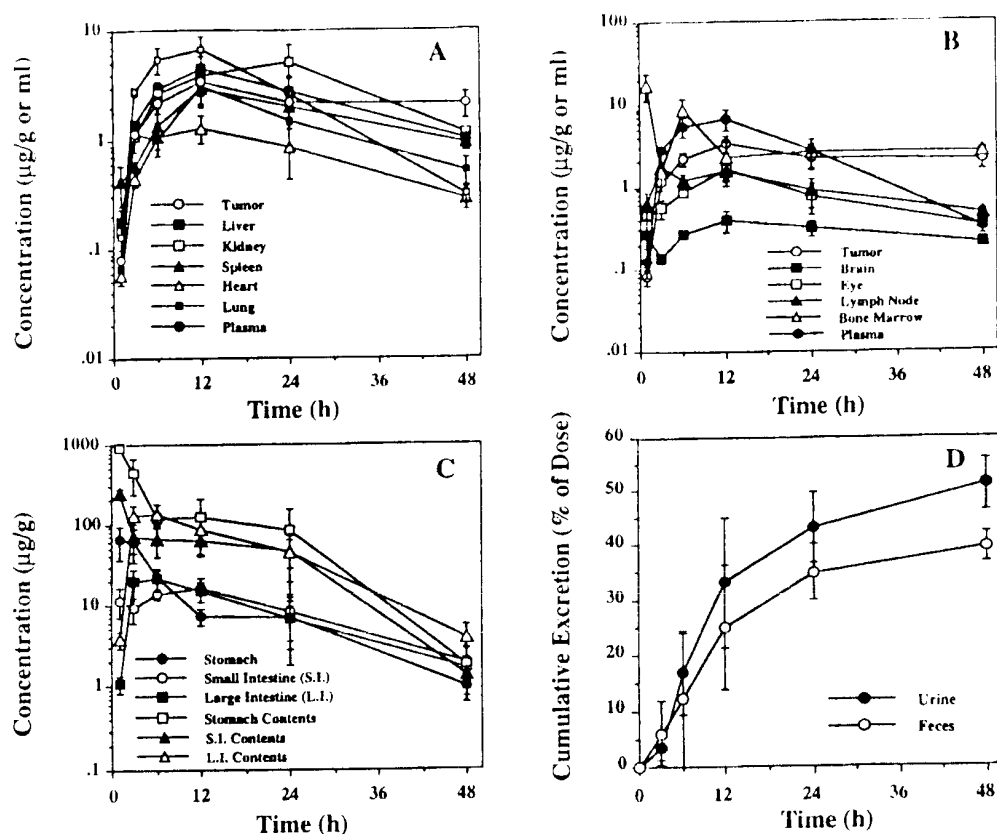 A
Concentration (µg/g or ml)
10
1
.1
.01
Tumor
Liver
Kidney
Spleen
Heart
Lung
Plasma
0 12 24 36 48
Time (h)
B
Concentration (µg/g or ml)
100
10
1
.1
.01
Tumor
Brain
Eye
Lymph Node
Bone Marrow
Plasma
0 12 24 36 48
Time (h)
C
Concentration (µg/g)
1000
100
10
1
.1
Stomach
Small Intestine (S.I.)
Large Intestine (L.I.)
Stomach Contents
S.I. Contents
L.I. Contents
0 12 24 36 48
Time (h)
D
Cumulative Excretion (% of Dose)
60
50
40
30
20
10
0
Urine
Feces
0 12 24 36 48
Time (h)